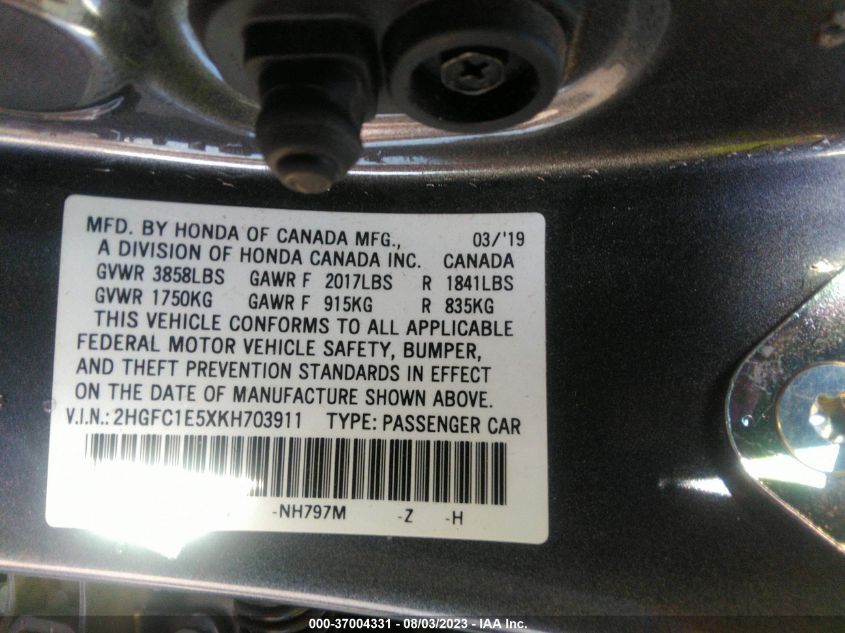 MFD. BY HONDA OF CANADA MFG., 03/'19
A DIVISION OF HONDA CANADA INC. CANADA
GVWR 3858LBS GAWR F 2017LBS R 1841LBS
GVWR 1750KG GAWR F 915KG R 835KG
THIS VEHICLE CONFORMS TO ALL APPLICABLE
FEDERAL MOTOR VEHICLE SAFETY, BUMPER,
AND THEFT PREVENTION STANDARDS IN EFFECT
ON THE DATE OF MANUFACTURE SHOWN ABOVE.
V.I.N.: 2HGFC1E5XKH703911 TYPE: PASSENGER CAR
-NH797M -Z -H
000-37004331 - 08/03/2023 - IAA Inc.